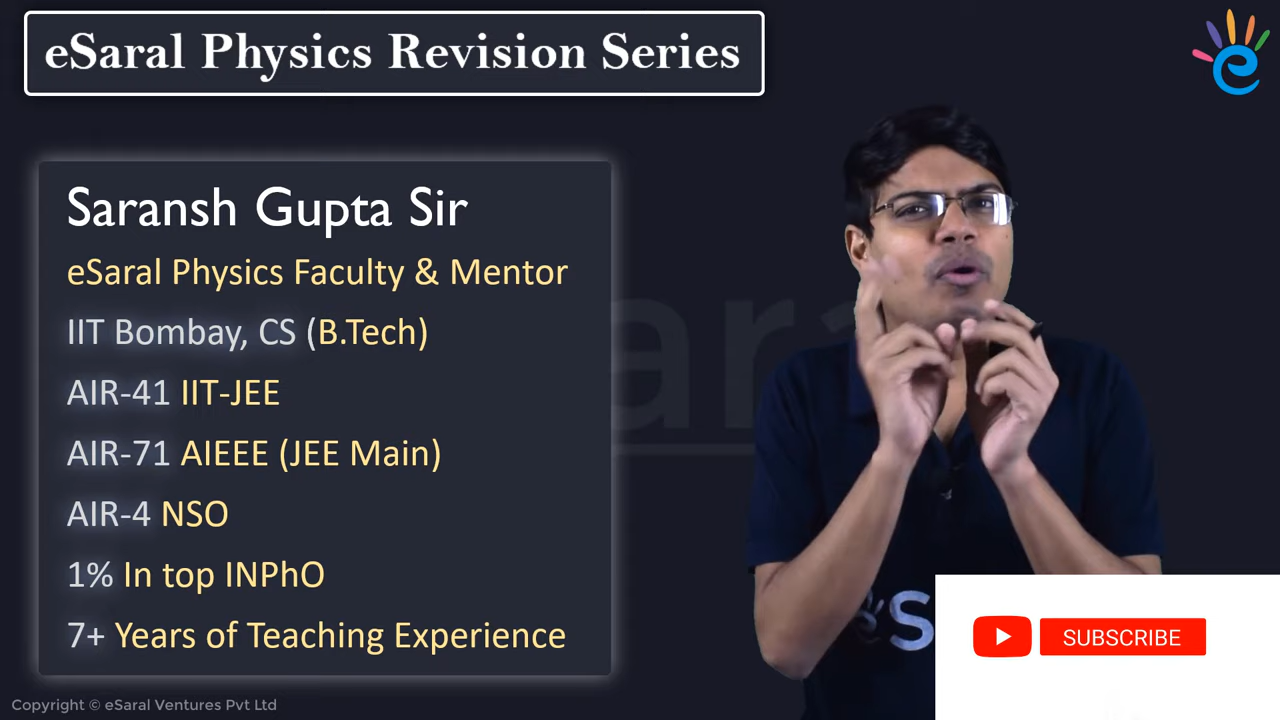 eSaral Physics Revision Series
Saransh Gupta Sir
eSaral Physics Faculty & Mentor
IIT Bombay, CS (B.Tech)
AIR-41 IIT-JEE
AIR-71 AIEEE (JEE Main)
AIR-4 NSO
1% In top INPhO
7+ Years of Teaching Experience
SUBSCRIBE
Copyright © eSaral Ventures Pvt Ltd